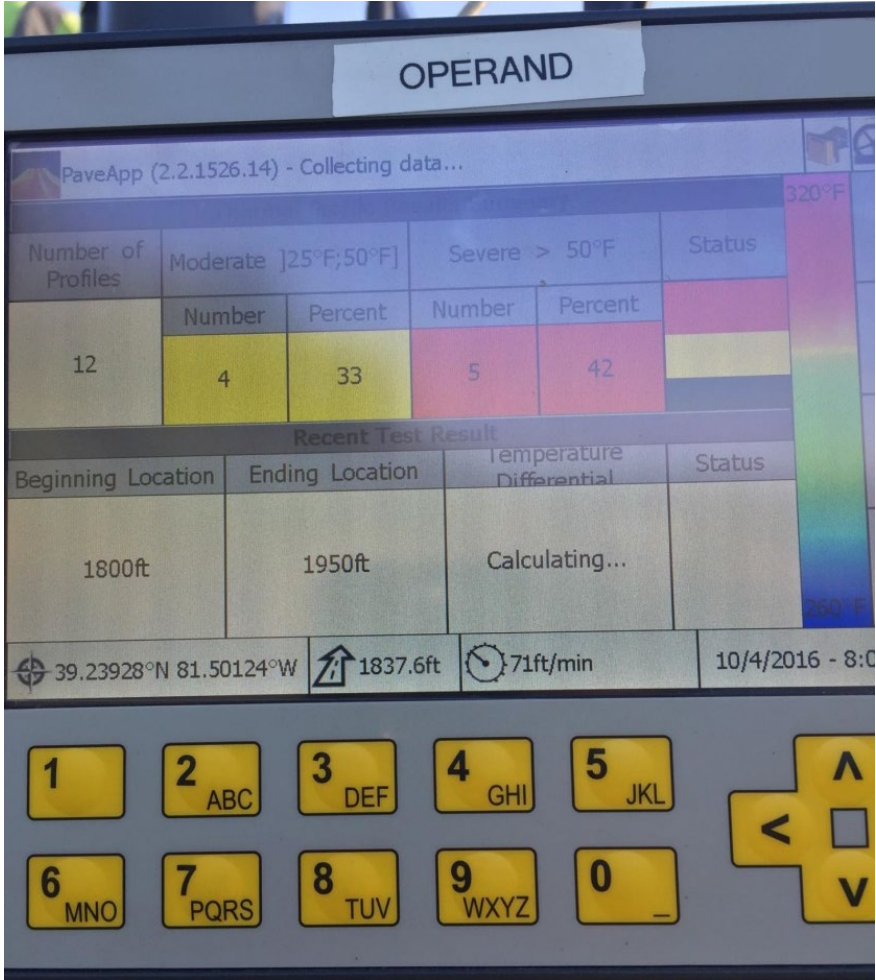 OPERAND
PaveApp (2.2.1526.14) - Collecting data...
320°F
Number of Profiles
Moderate ]25°F;50°F]
Severe > 50°F
Status
Number
Percent
Number
Percent
12
4
33
5
42
Recent Test Result
Beginning Location
Ending Location
Temperature Differential
Status
1800ft
1950ft
Calculating...
260°F
39.23928°N 81.50124°W
1837.6ft
71ft/min
10/4/2016 - 8:0
1
2 ABC
3 DEF
4 GHI
5 JKL
6 MNO
7 PQRS
8 TUV
9 WXYZ
0 _